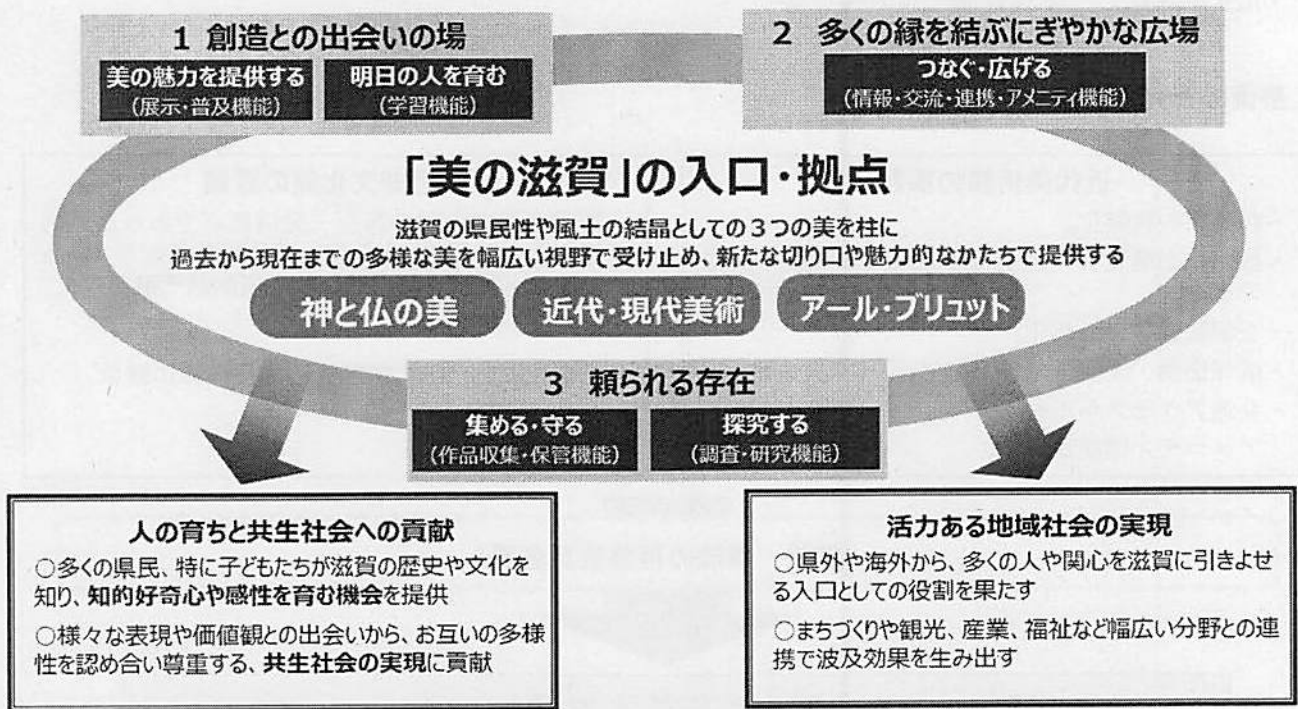 1 創造との出会いの場
美の魅力を提供する
(展示・普及機能)
明日の人を育む
(学習機能)
2 多くの縁を結ぶにぎやかな広場
つなぐ・広げる
(情報・交流・連携・アメニティ機能)
「美の滋賀」の入口・拠点
滋賀の県民性や風土の結晶としての3つの美を柱に
過去から現在までの多様な美を幅広い視野で受け止め、新たな切り口や魅力的なかたちで提供する
神と仏の美
近代・現代美術
アール・ブリュット
3 頼られる存在
集める・守る
(作品収集・保管機能)
探究する
(調査・研究機能)
人の育ちと共生社会への貢献
○多くの県民、特に子どもたちが滋賀の歴史や文化を
知り、知的好奇心や感性を育む機会を提供
○様々な表現や価値観との出会いから、お互いの多様
性を認め合い尊重する、共生社会の実現に貢献
活力ある地域社会の実現
○県外や海外から、多くの人や関心を滋賀に引きよせ
る入口としての役割を果たす
○まちづくりや観光、産業、福祉など幅広い分野との連
携で波及効果を生み出す